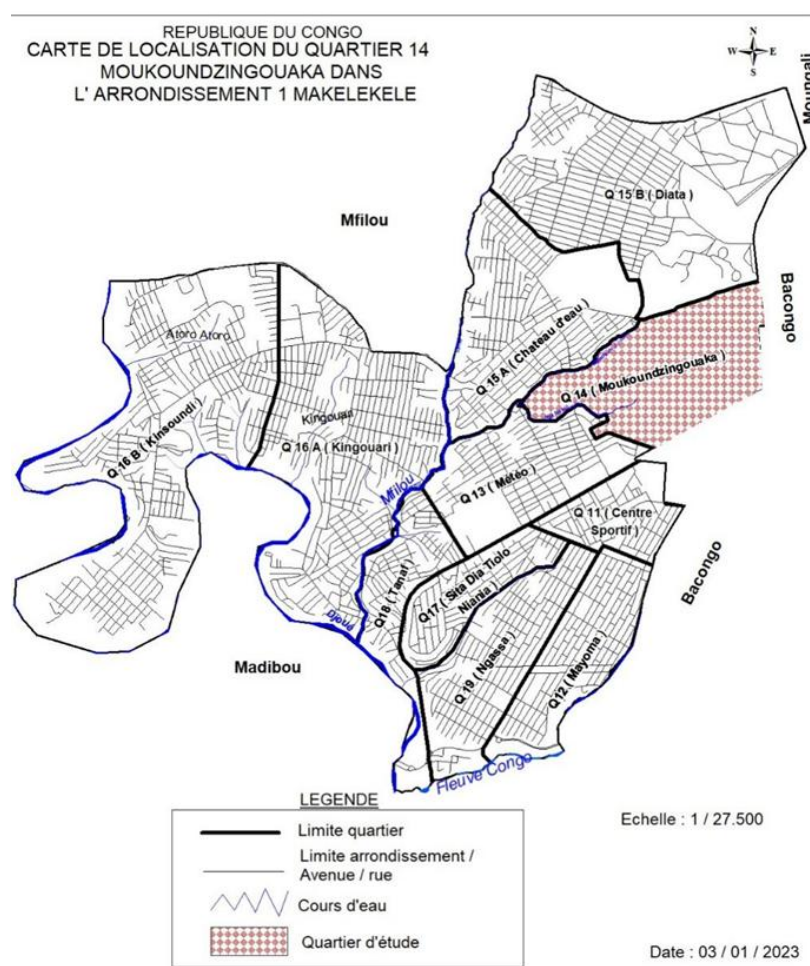 REPUBLIQUE DU CONGO
CARTE DE LOCALISATION DU QUARTIER 14
MOUKOUNDZINGOUAKA DANS
L' ARRONDISSEMENT 1 MAKELEKELE
N
W E
S
Moungali
Q 15 B ( Diata )
Mfilou
Bacongo
Atoro Atoro
Q 15 A ( Chateau d'eau )
Q 14 ( Moukoundzingouaka )
Kingouari
Q 16 B ( Kinsoundi )
Q 16 A ( Kingouari )
Mfilou
Q 13 ( Météo )
Q 11 ( Centre
Sportif )
Bacongo
Q18 ( Tanaf )
Q17 ( Sita Dia Tlolo
Niania )
Djoué
Madibou
Q 19 ( Ngassa )
Q12 ( Mayoma )
Fleuve Congo
LEGENDE
Limite quartier
Limite arrondissement /
Avenue / rue
Cours d'eau
Quartier d'étude
Echelle : 1 / 27.500
Date : 03 / 01 / 2023